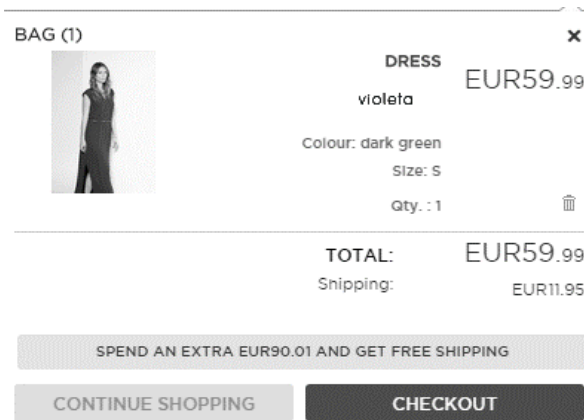 BAG (1)
DRESS EUR59.99
violeta
Colour: dark green
Size: S
Qty. : 1
TOTAL: EUR59.99
Shipping: EUR11.95
SPEND AN EXTRA EUR90.01 AND GET FREE SHIPPING
CONTINUE SHOPPING CHECKOUT